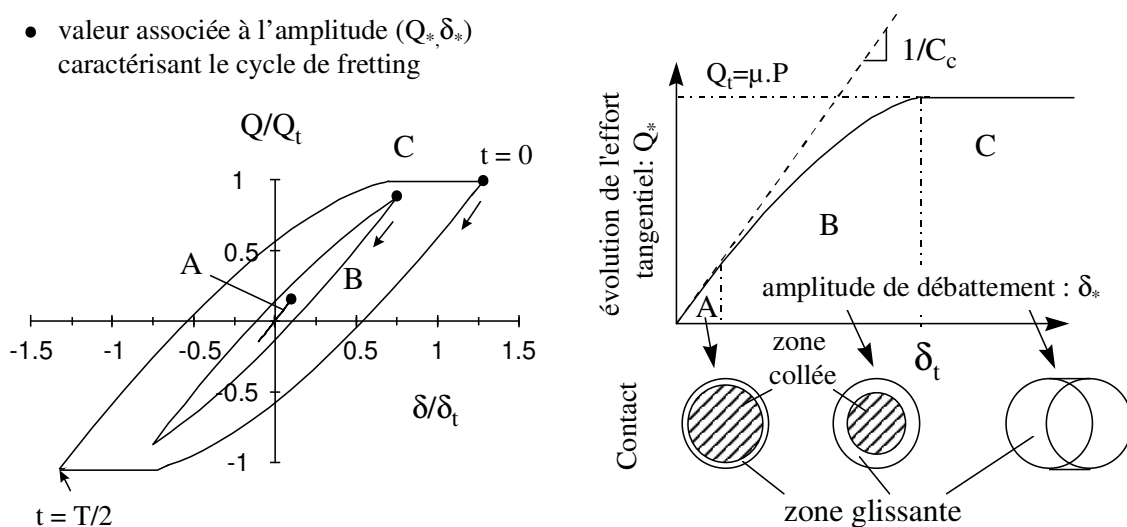 ● valeur associée à l'amplitude (Q*,δ*)
caractérisant le cycle de fretting
Q/Qt
C
t = 0
1
0.5
A
B
-1.5
-1
-0.5
0
0.5
1
1.5
-0.5
δ/δt
-1
t = T/2
1/Cc
Qt=μ.P
évolution de l'effort
tangentiel: Q*
C
B
A
amplitude de débattement : δ*
zone
collée
δt
Contact
zone glissante